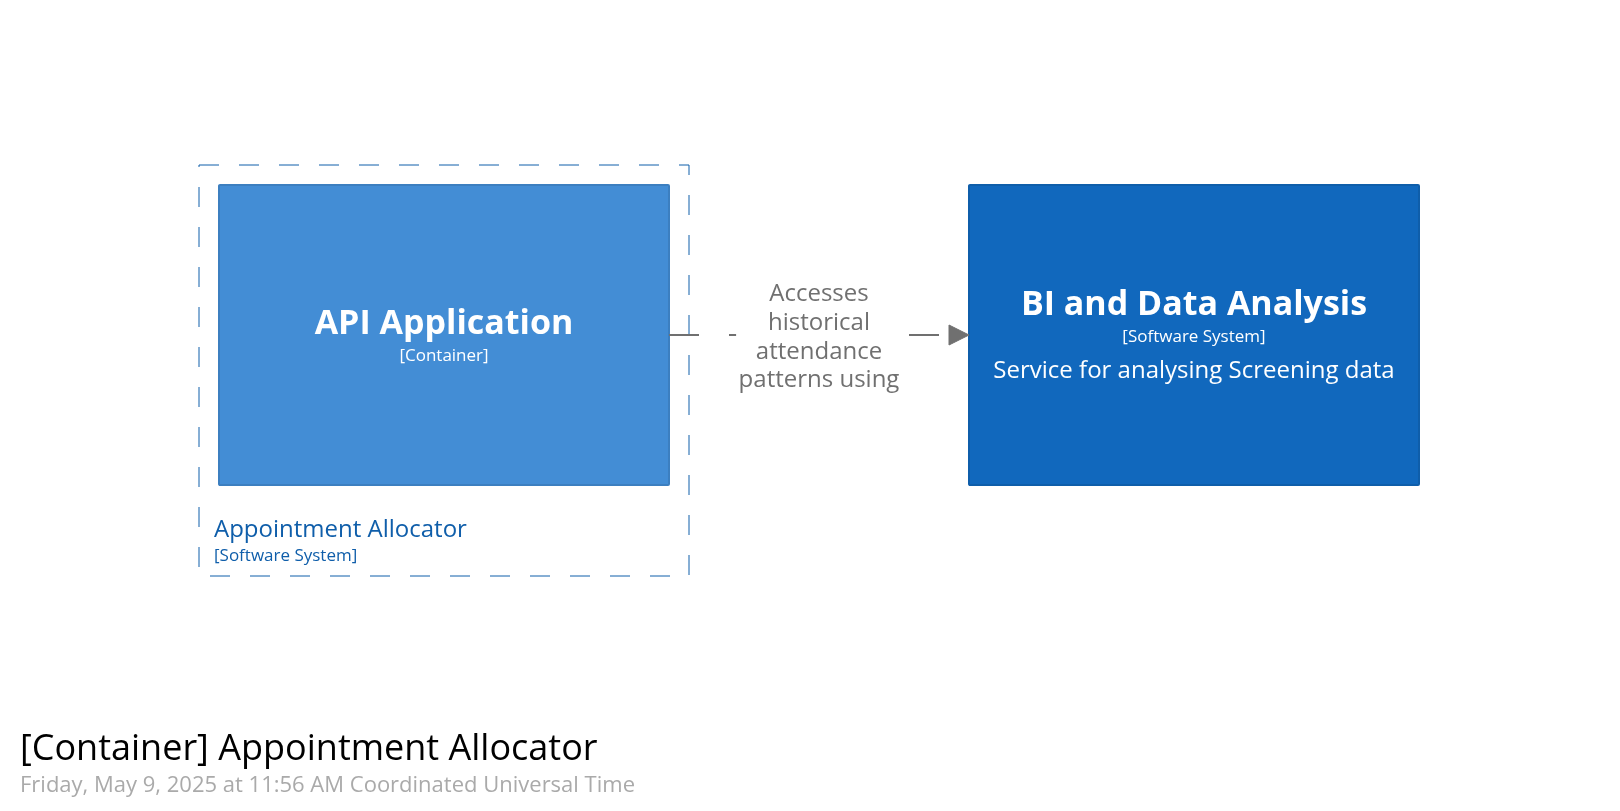 API Application
[Container]
Appointment Allocator
[Software System]
Accesses
historical
attendance
patterns using
BI and Data Analysis
[Software System]
Service for analysing Screening data
[Container] Appointment Allocator
Friday, May 9, 2025 at 11:56 AM Coordinated Universal Time